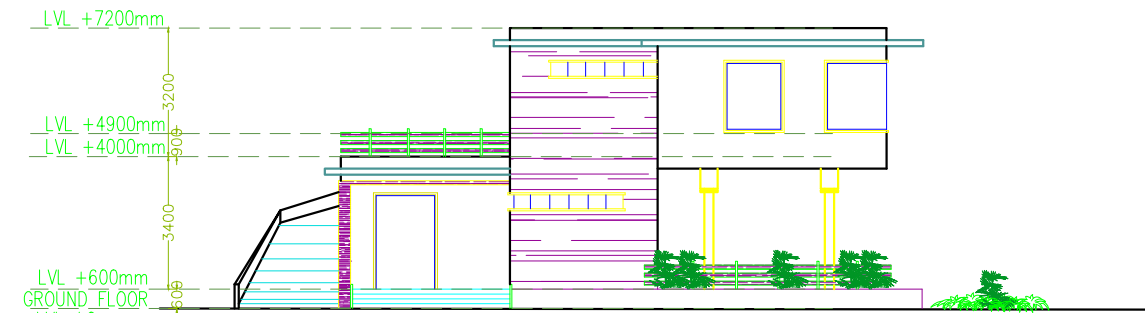 LVL +7200mm
3200
LVL +4900mm
900
LVL +4000mm
3400
LVL +600mm
GROUND FLOOR
600